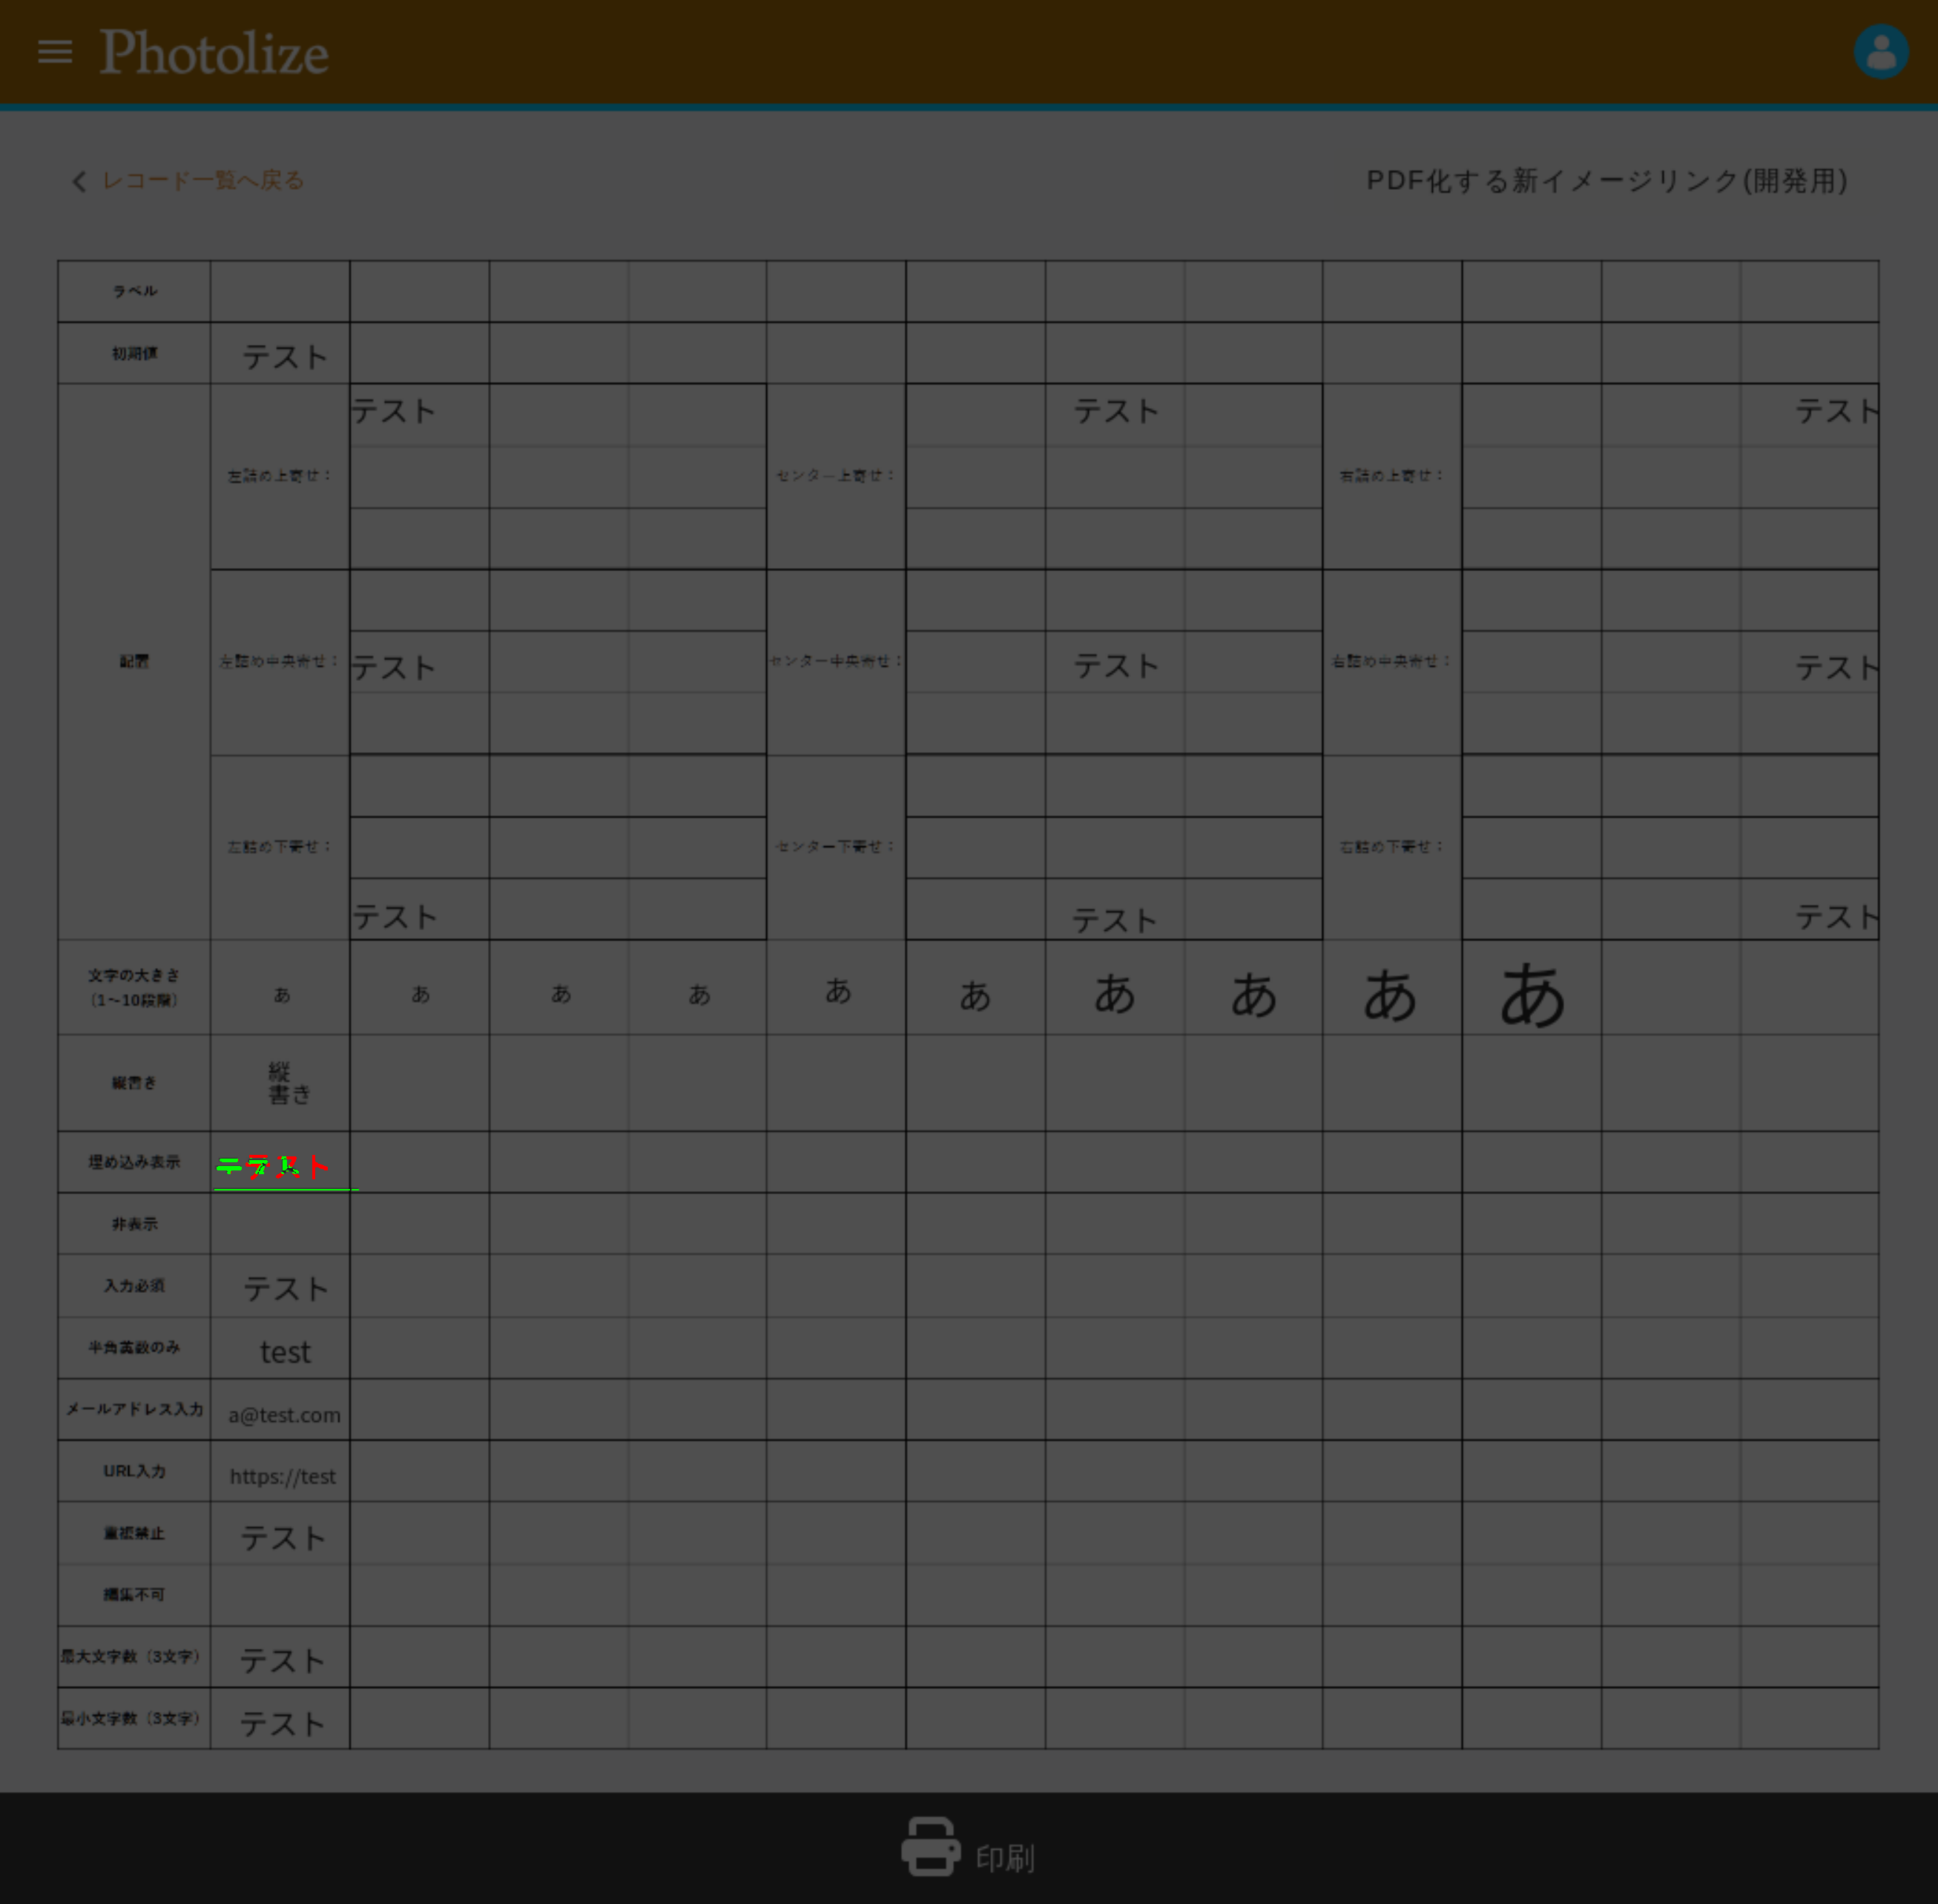 Photolize
レコード一覧へ戻る
PDF化する新イメージリンク(開発用)
ラベル
初期値 テスト
テスト テスト テスト
左詰め上寄せ： センター上寄せ： 右詰め上寄せ：
配置 左詰め中央寄せ： テスト センター中央寄せ： テスト 右詰め中央寄せ： テスト
左詰め下寄せ： センター下寄せ： 右詰め下寄せ：
テスト テスト テスト
文字の大きさ
（1～10段階） あ あ あ あ あ あ あ あ あ あ
縦書き 縦
書き
埋め込み表示 テスト
非表示
入力必須 テスト
半角英数のみ test
メールアドレス入力 a@test.com
URL入力 https://test
重複禁止 テスト
編集不可
最大文字数（3文字） テスト
最小文字数（3文字） テスト
印刷